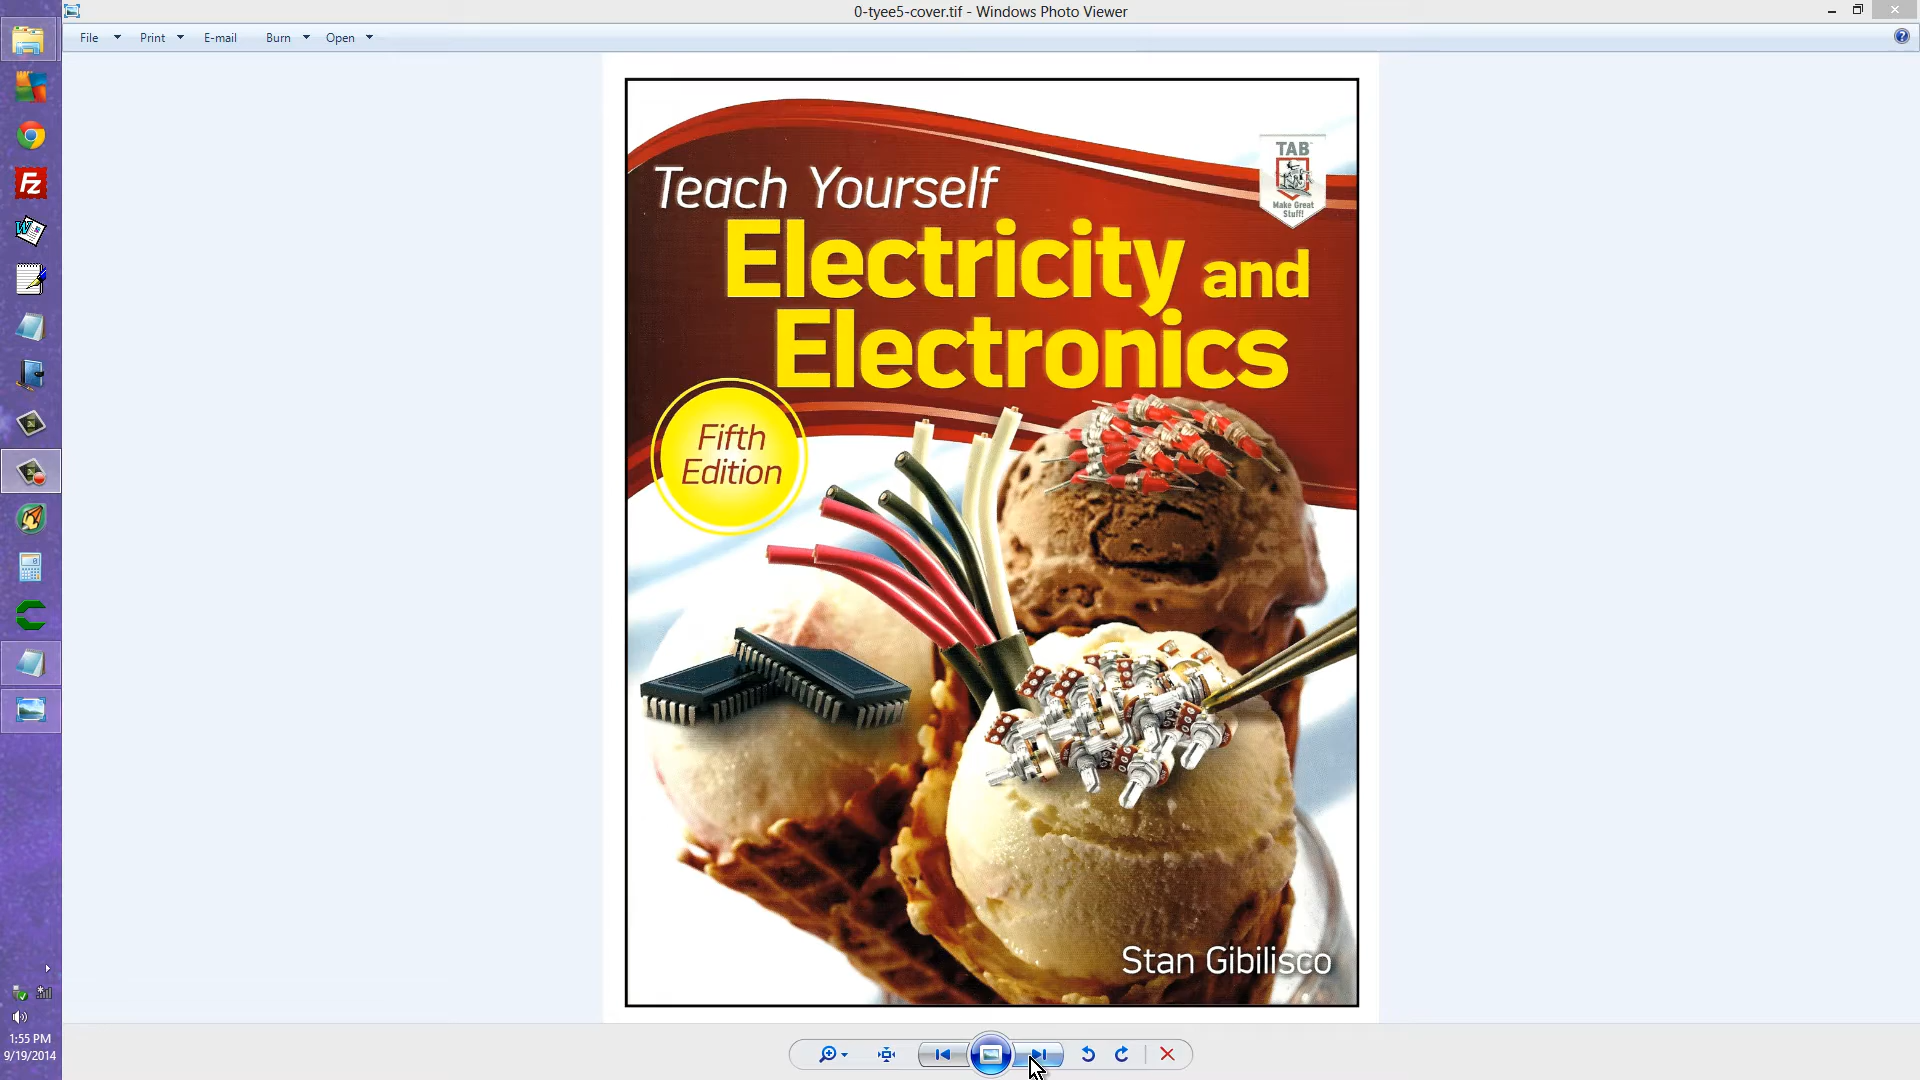 0-tyee5-cover.tif - Windows Photo Viewer
File Print E-mail Burn Open
TAB
Make Great
Stuff!
Teach Yourself
Electricity and
Electronics
Fifth
Edition
Stan Gibilisco
1:55 PM
9/19/2014